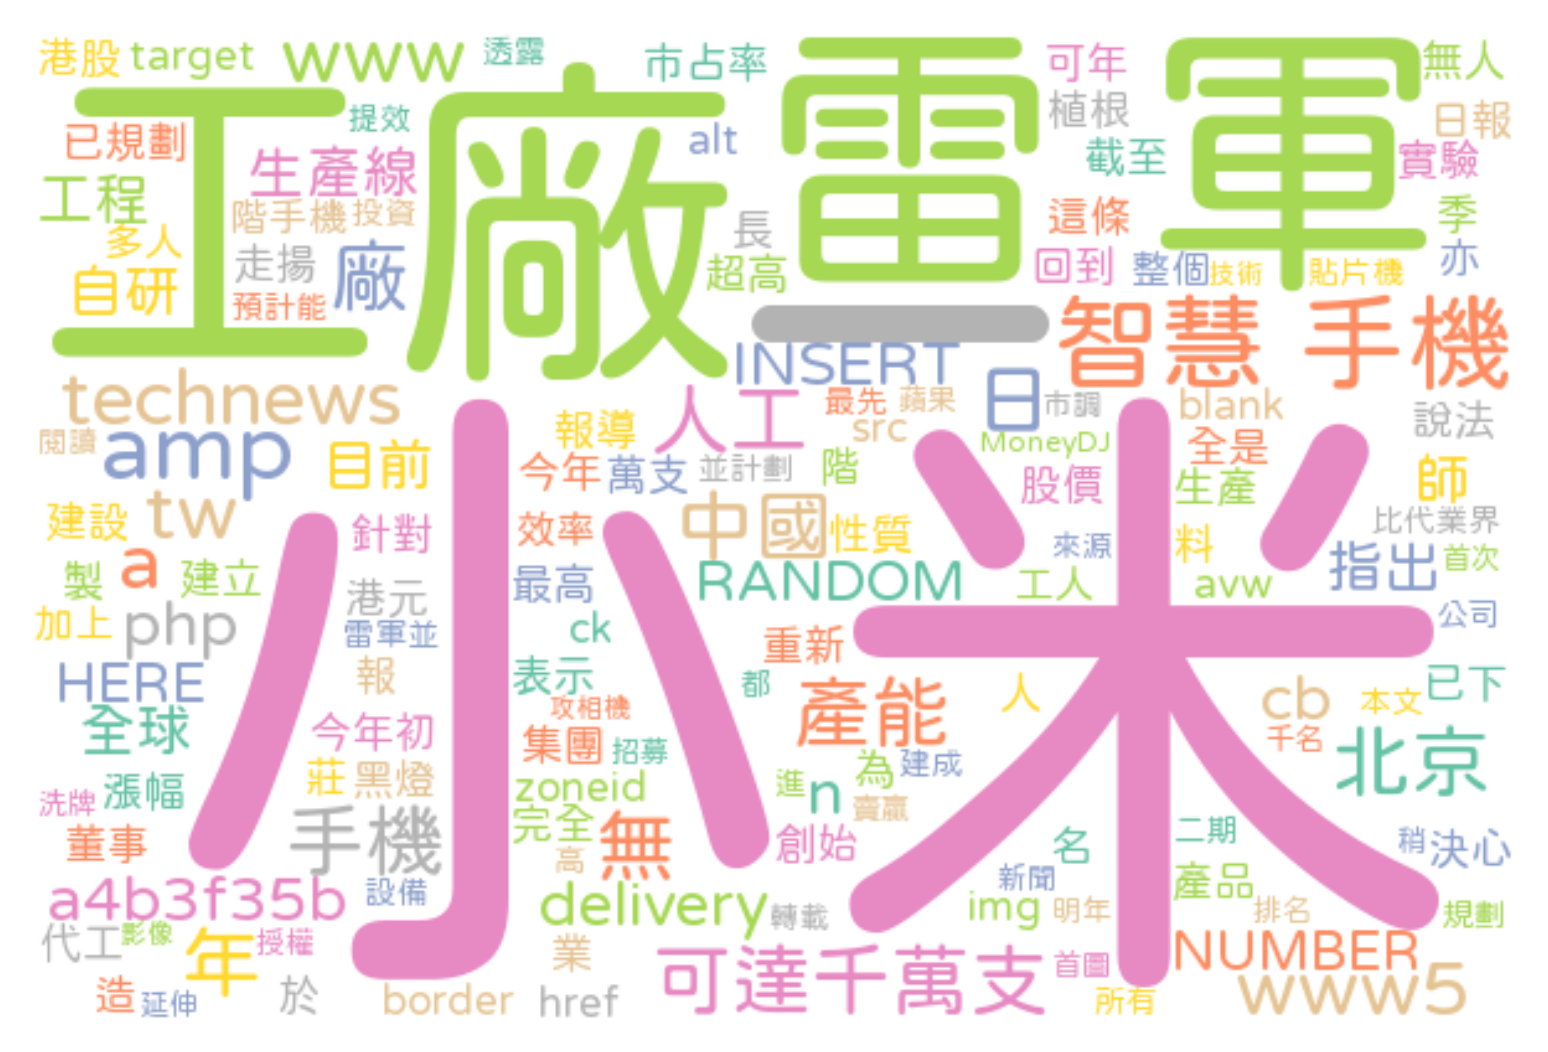 港股 target www 透露 市占率 可年 無人
工廠 雷軍
已規劃 提效 alt 植根 日報
生產線 截至 實驗
工程 階手機 投資 長 這條 季
多人 走揚 廠 超高 回到 整個 技術 貼片機 亦
自研 預計能
一 智慧 手機
INSERT
technews 人工 最先 蘋果 日 市調 blank 說法
閱讀 amp 目前 報導 src MoneyDJ 全是
小米
今年 萬支 並計劃 階 股價 生產 師
建設 tw 針對 效率 中國 性質 來源 料 比代業界
製 a 建立 最高 RANDOM 工人 avw 指出 首次
加上 php 港元 雷軍並 ck 重新 公司
HERE 報 表示 都 人 cb 本文 已下
全球 今年初 攻相機 產能 千名 北京
集團 招募
漲幅 莊 黑燈 zoneid 進 n 為 建成
洗牌 手機 完全 無 賣贏 二期
董事 高 創始 名 稍 決心
a4b3f35b 設備 delivery 轉載 新聞 產品
img 明年 排名 規劃
代工 影像 年 授權 業 可達千萬支 首圖 NUMBER
造 延伸 於 border href 所有 www5